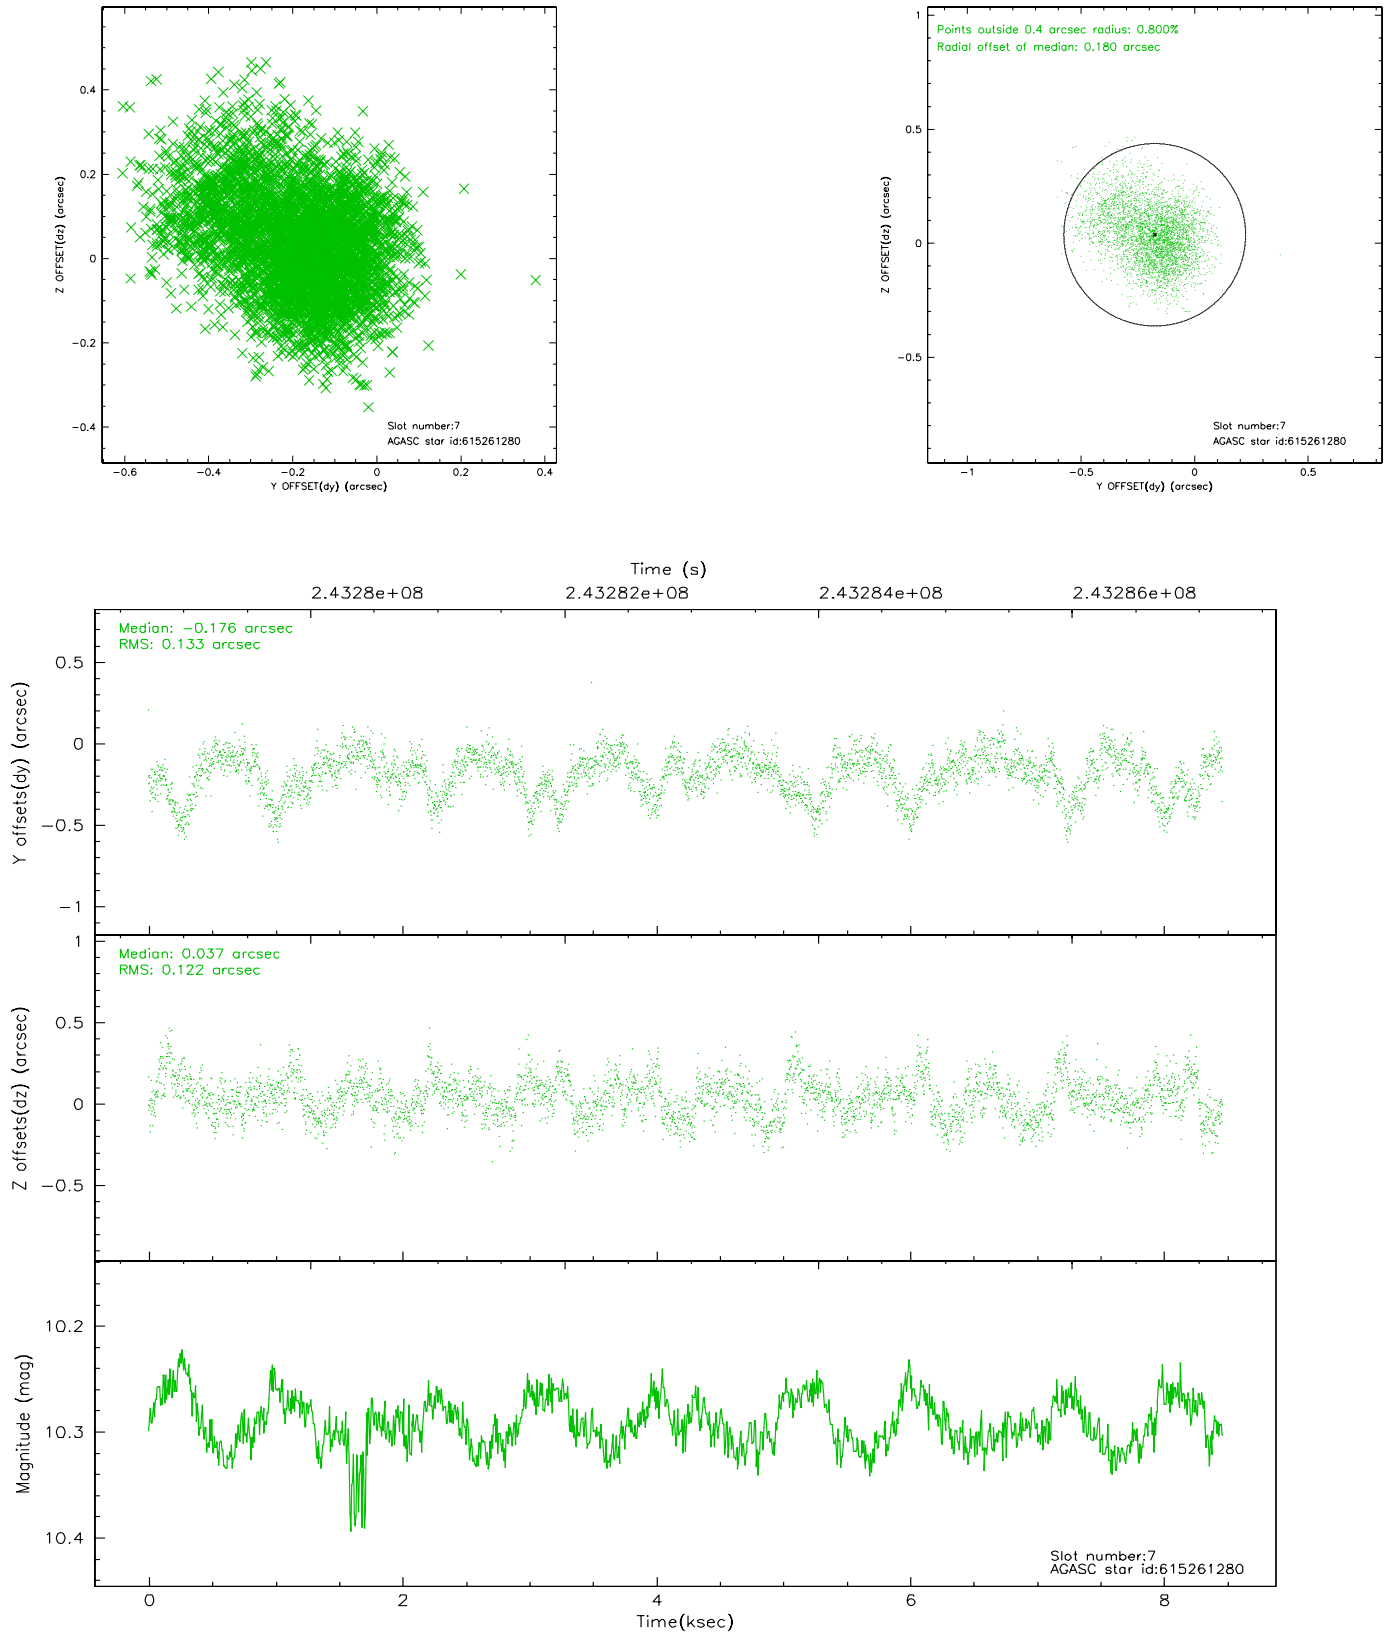 0.4
0.2
0
−0.2
−0.4
Z OFFSET(dz) (arcsec)
Slot number:7
AGASC star id:615261280
−0.6 −0.4 −0.2 0 0.2 0.4
Y OFFSET(dy) (arcsec)
Points outside 0.4 arcsec radius: 0.800%
Radial offset of median: 0.180 arcsec
1
0.5
0
−0.5
Z OFFSET(dz) (arcsec)
Slot number:7
AGASC star id:615261280
−1 −0.5 0 0.5
Y OFFSET(dy) (arcsec)
Time (s)
2.4328e+08 2.43282e+08 2.43284e+08 2.43286e+08
Median: −0.176 arcsec
RMS: 0.133 arcsec
0.5
0
−0.5
−1
Y offsets(dy) (arcsec)
Median: 0.037 arcsec
RMS: 0.122 arcsec
1
0.5
0
−0.5
Z offsets(dz) (arcsec)
10.2
10.3
10.4
Magnitude (mag)
Slot number:7
AGASC star id:615261280
0 2 4 6 8
Time(ksec)